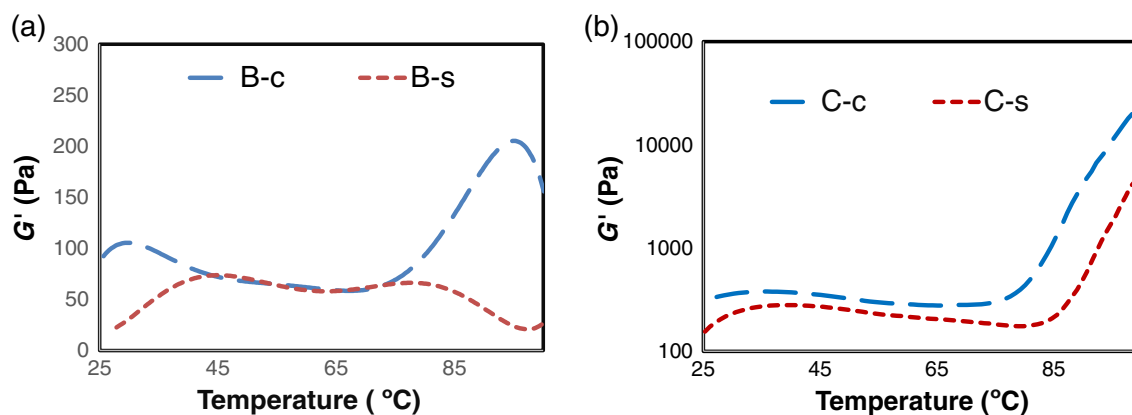 (a)
300
250
200
150
100
50
0
G' (Pa)
B-c
B-s
25
45
65
85
Temperature ( °C)
(b)
100000
10000
1000
100
G' (Pa)
C-c
C-s
25
45
65
85
Temperature (°C)